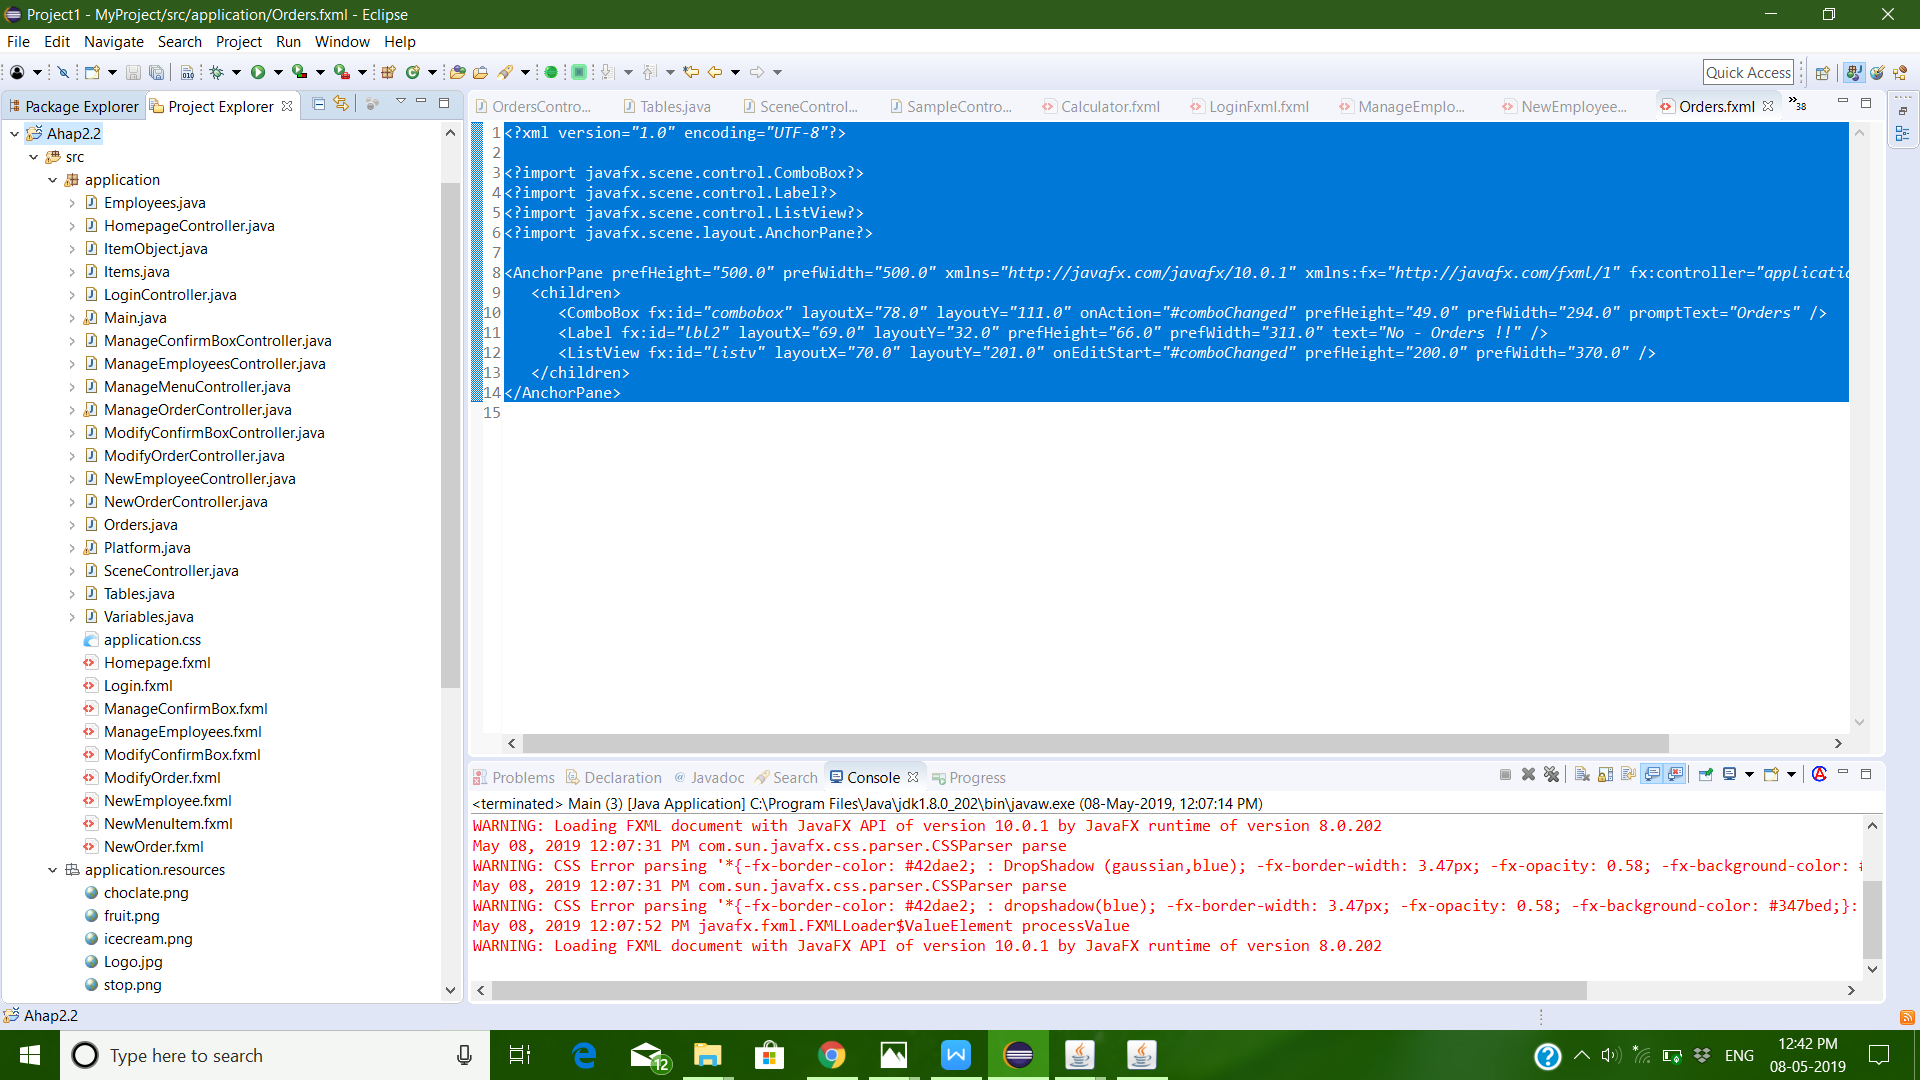 Project1 - MyProject/src/application/Orders.fxml - Eclipse
File Edit Navigate Search Project Run Window Help
Quick Access
Package Explorer Project Explorer
OrdersContro... Tables.java SceneControl... SampleContro... Calculator.fxml LoginFxml.fxml ManageEmplo... NewEmployee... Orders.fxml »38
Ahap2.2
src
application
Employees.java
HomepageController.java
ItemObject.java
Items.java
LoginController.java
Main.java
ManageConfirmBoxController.java
ManageEmployeesController.java
ManageMenuController.java
ManageOrderController.java
ModifyConfirmBoxController.java
ModifyOrderController.java
NewEmployeeController.java
NewOrderController.java
Orders.java
Platform.java
SceneController.java
Tables.java
Variables.java
application.css
Homepage.fxml
Login.fxml
ManageConfirmBox.fxml
ManageEmployees.fxml
ModifyConfirmBox.fxml
ModifyOrder.fxml
NewEmployee.fxml
NewMenuItem.fxml
NewOrder.fxml
application.resources
choclate.png
fruit.png
icecream.png
Logo.jpg
stop.png
1 <?xml version="1.0" encoding="UTF-8"?>
2
3 <?import javafx.scene.control.ComboBox?>
4 <?import javafx.scene.control.Label?>
5 <?import javafx.scene.control.ListView?>
6 <?import javafx.scene.layout.AnchorPane?>
7
8 <AnchorPane prefHeight="500.0" prefWidth="500.0" xmlns="http://javafx.com/javafx/10.0.1" xmlns:fx="http://javafx.com/fxml/1" fx:controller="applicatio
9 <children>
10 <ComboBox fx:id="combobox" layoutX="78.0" layoutY="111.0" onAction="#comboChanged" prefHeight="49.0" prefWidth="294.0" promptText="Orders" />
11 <Label fx:id="lbl2" layoutX="69.0" layoutY="32.0" prefHeight="66.0" prefWidth="311.0" text="No - Orders !!" />
12 <ListView fx:id="listv" layoutX="70.0" layoutY="201.0" onEditStart="#comboChanged" prefHeight="200.0" prefWidth="370.0" />
13 </children>
14 </AnchorPane>
15
Problems Declaration Javadoc Search Console Progress
<terminated> Main (3) [Java Application] C:\Program Files\Java\jdk1.8.0_202\bin\javaw.exe (08-May-2019, 12:07:14 PM)
WARNING: Loading FXML document with JavaFX API of version 10.0.1 by JavaFX runtime of version 8.0.202
May 08, 2019 12:07:31 PM com.sun.javafx.css.parser.CSSParser parse
WARNING: CSS Error parsing '*{-fx-border-color: #42dae2; : DropShadow (gaussian,blue); -fx-border-width: 3.47px; -fx-opacity: 0.58; -fx-background-color: #
May 08, 2019 12:07:31 PM com.sun.javafx.css.parser.CSSParser parse
WARNING: CSS Error parsing '*{-fx-border-color: #42dae2; : dropshadow(blue); -fx-border-width: 3.47px; -fx-opacity: 0.58; -fx-background-color: #347bed;}:
May 08, 2019 12:07:52 PM javafx.fxml.FXMLLoader$ValueElement processValue
WARNING: Loading FXML document with JavaFX API of version 10.0.1 by JavaFX runtime of version 8.0.202
Ahap2.2
Type here to search
12
ENG
12:42 PM
08-05-2019